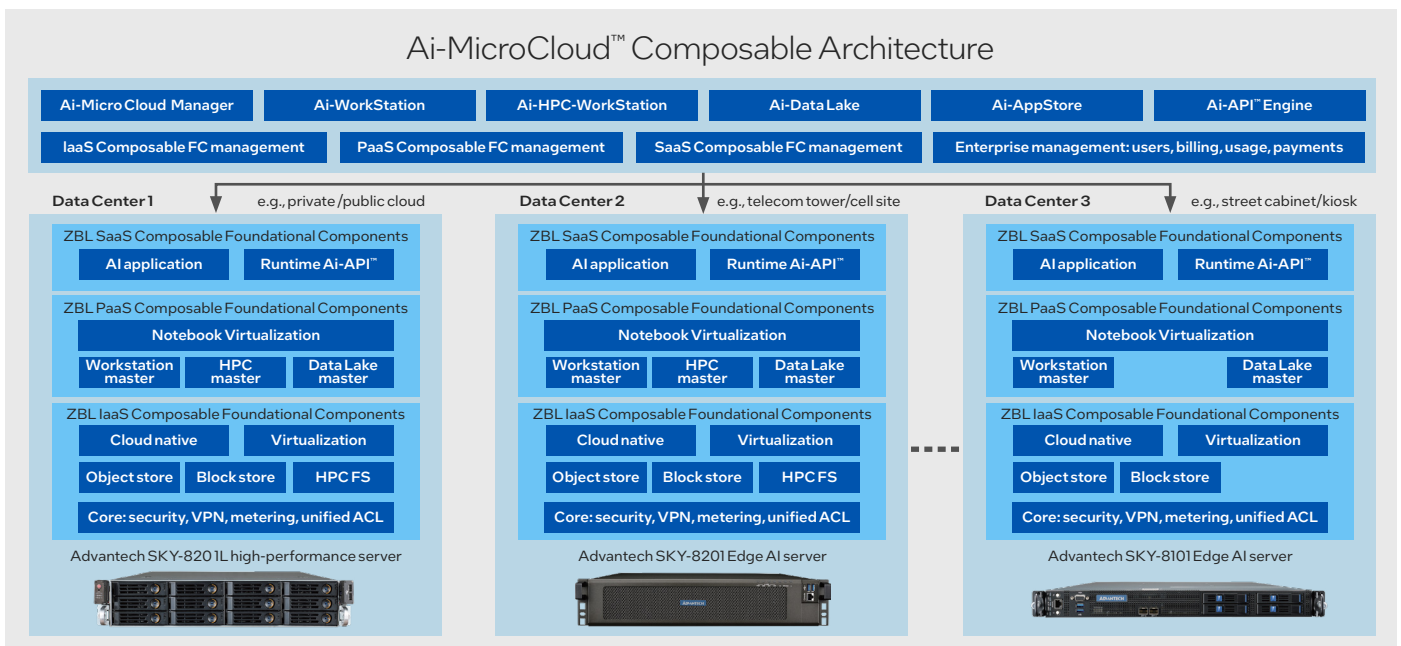 Ai-MicroCloud™ Composable Architecture
Ai-Micro Cloud Manager
Ai-WorkStation
Ai-HPC-WorkStation
Ai-Data Lake
Ai-AppStore
Ai-API™ Engine
IaaS Composable FC management
PaaS Composable FC management
SaaS Composable FC management
Enterprise management: users, billing, usage, payments
Data Center 1
e.g., private/public cloud
ZBL SaaS Composable Foundational Components
AI application
Runtime Ai-API™
ZBL PaaS Composable Foundational Components
Notebook Virtualization
Workstation
master
HPC
master
Data Lake
master
ZBL IaaS Composable Foundational Components
Cloud native
Virtualization
Object store
Block store
HPC FS
Core: security, VPN, metering, unified ACL
Advantech SKY-820 1L high-performance server
Data Center 2
e.g., telecom tower/cell site
ZBL SaaS Composable Foundational Components
AI application
Runtime Ai-API™
ZBL PaaS Composable Foundational Components
Notebook Virtualization
Workstation
master
HPC
master
Data Lake
master
ZBL IaaS Composable Foundational Components
Cloud native
Virtualization
Object store
Block store
HPC FS
Core: security, VPN, metering, unified ACL
Advantech SKY-8201 Edge AI server
ADVANTECH
Data Center 3
e.g., street cabinet/kiosk
ZBL SaaS Composable Foundational Components
AI application
Runtime Ai-API™
ZBL PaaS Composable Foundational Components
Notebook Virtualization
Workstation
master
Data Lake
master
ZBL IaaS Composable Foundational Components
Cloud native
Virtualization
Object store
Block store
Core: security, VPN, metering, unified ACL
Advantech SKY-8101 Edge AI server
ADVANTECH